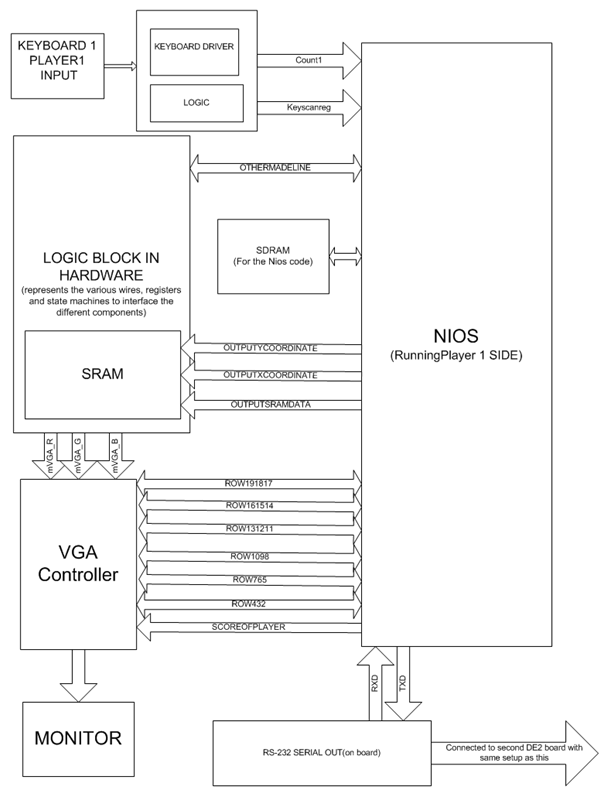 KEYBOARD 1
PLAYER1
INPUT
KEYBOARD DRIVER
LOGIC
Count1
Keyscanreg
OTHERMADELINE
LOGIC BLOCK IN
HARDWARE
(represents the various wires, registers
and state machines to interface the
different components)
SDRAM
(For the Nios code)
NIOS
(RunningPlayer 1 SIDE)
SRAM
OUTPUTYCOORDINATE
OUTPUTXCOORDINATE
OUTPUTSRAMDATA
mVGA_R
mVGA_G
mVGA_B
VGA
Controller
ROW191817
ROW161514
ROW131211
ROW1098
ROW765
ROW432
SCOREOFPLAYER
RXD
TXD
MONITOR
RS-232 SERIAL OUT(on board)
Connected to second DE2 board with
same setup as this